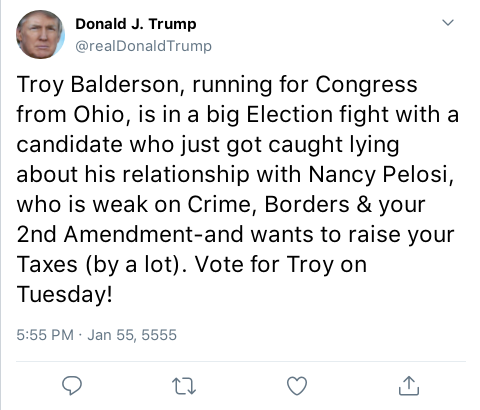 Donald J. Trump
@realDonaldTrump
Troy Balderson, running for Congress
from Ohio, is in a big Election fight with a
candidate who just got caught lying
about his relationship with Nancy Pelosi,
who is weak on Crime, Borders & your
2nd Amendment-and wants to raise your
Taxes (by a lot). Vote for Troy on
Tuesday!
5:55 PM · Jan 55, 5555